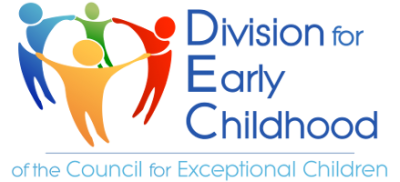 Division for
Early
Childhood
of the Council for Exceptional Children